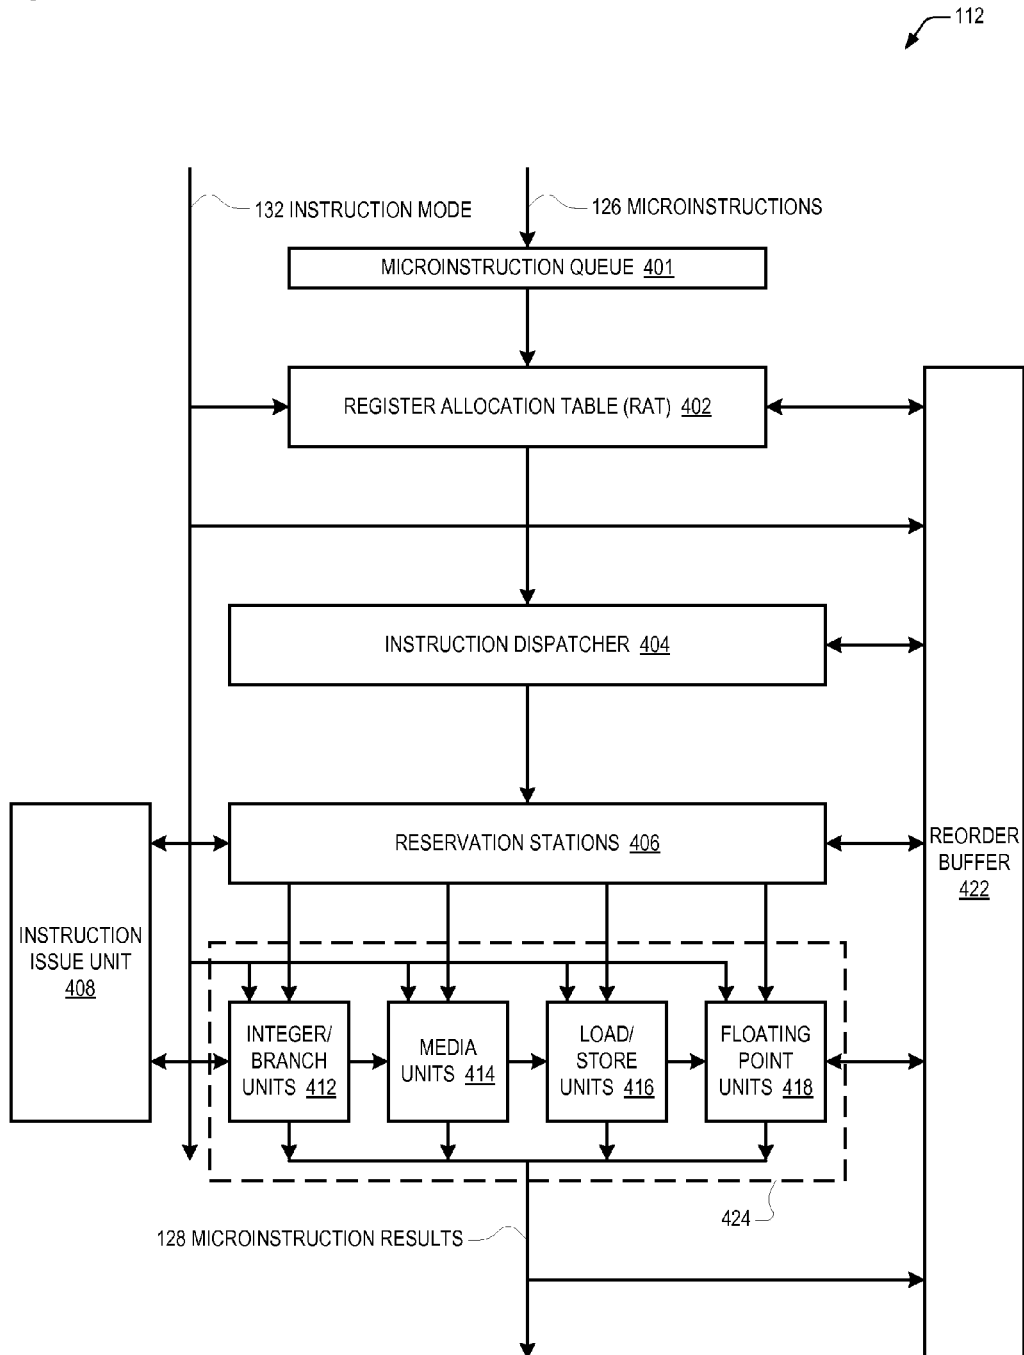 112
132 INSTRUCTION MODE
126 MICROINSTRUCTIONS
MICROINSTRUCTION QUEUE 401
REGISTER ALLOCATION TABLE (RAT) 402
INSTRUCTION DISPATCHER 404
RESERVATION STATIONS 406
REORDER
BUFFER
422
INSTRUCTION
ISSUE UNIT
408
INTEGER/
BRANCH
UNITS 412
MEDIA
UNITS 414
LOAD/
STORE
UNITS 416
FLOATING
POINT
UNITS 418
424
128 MICROINSTRUCTION RESULTS